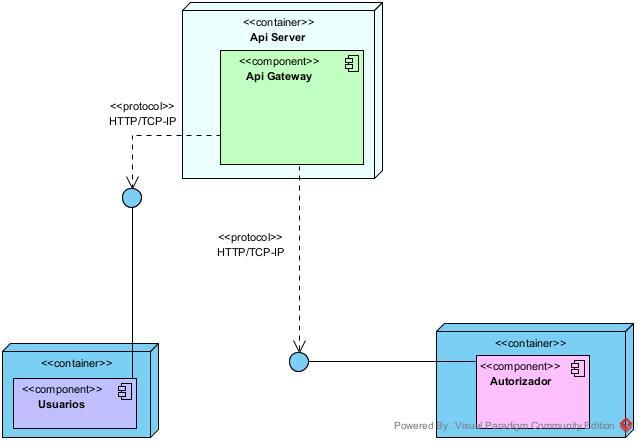 <<container>>
Api Server
<<component>>
Api Gateway
<<protocol>>
HTTP/TCP-IP
<<protocol>>
HTTP/TCP-IP
<<container>>
<<component>>
Usuarios
<<container>>
<<component>>
Autorizador
Powered By Visual Paradigm Community Edition